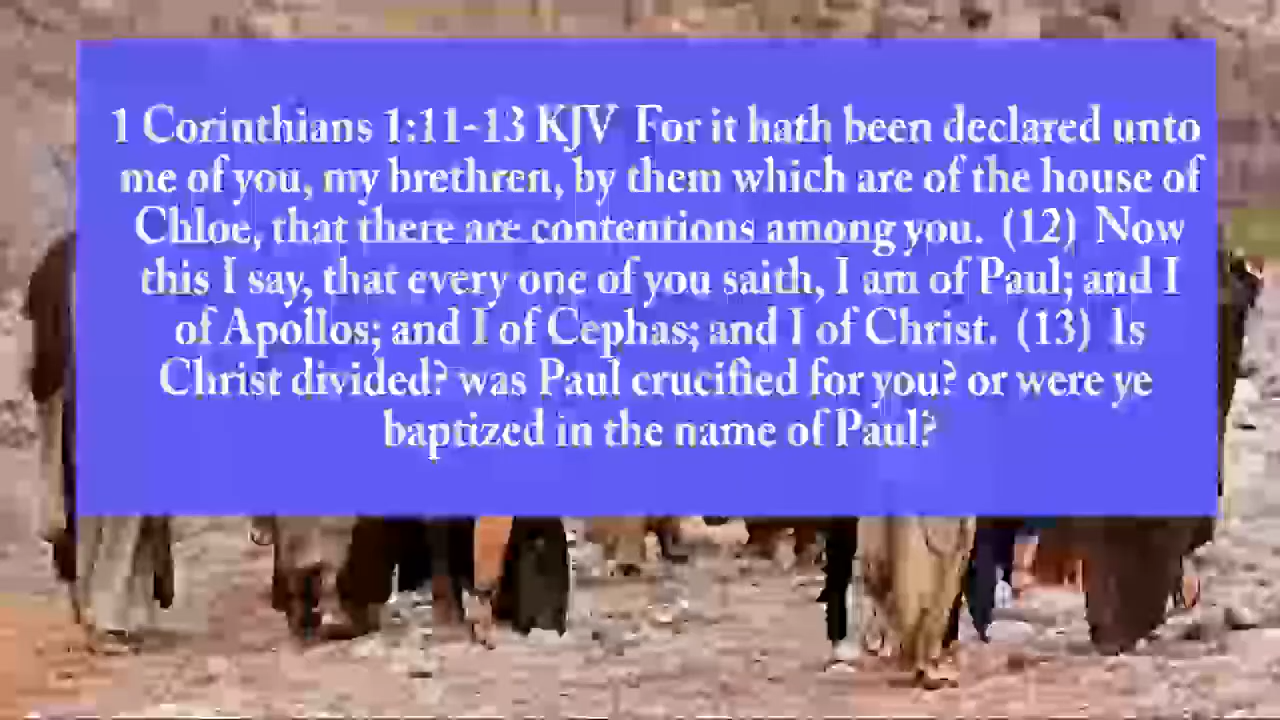 1 Corinthians 1:11-13 KJV For it hath been declared unto
me of you, my brethren, by them which are of the house of
Chloe, that there are contentions among you. (12) Now
this I say, that every one of you saith, I am of Paul; and I
of Apollos; and I of Cephas; and I of Christ. (13) Is
Christ divided? was Paul crucified for you? or were ye
baptized in the name of Paul?